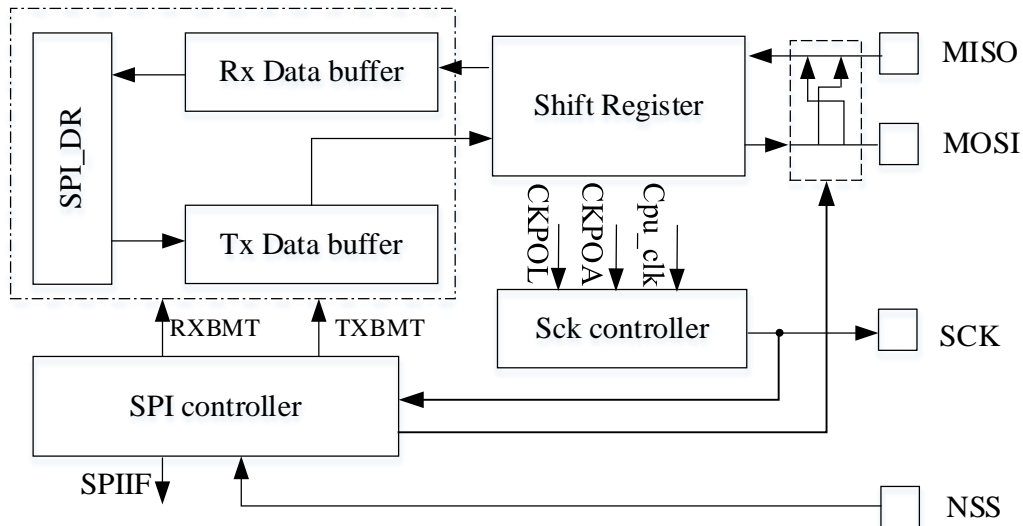 MISO
Rx Data buffer
Shift Register
SPI_DR
MOSI
Tx Data buffer
CKPOL
CKPOA
Cpu_clk
RXBMT
TXBMT
Sck controller
SCK
SPI controller
SPIIF
NSS